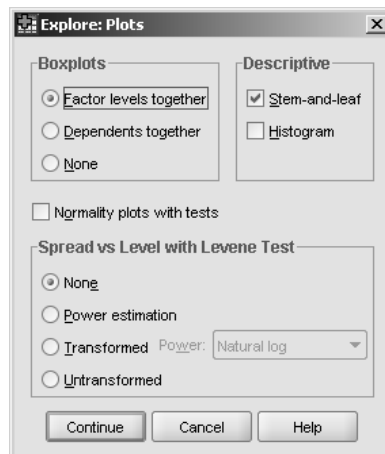 Explore: Plots
Boxplots
Factor levels together
Dependents together
None
Descriptive
Stem-and-leaf
Histogram
Normality plots with tests
Spread vs Level with Levene Test
None
Power estimation
Transformed Power: Natural log
Untransformed
Continue Cancel Help